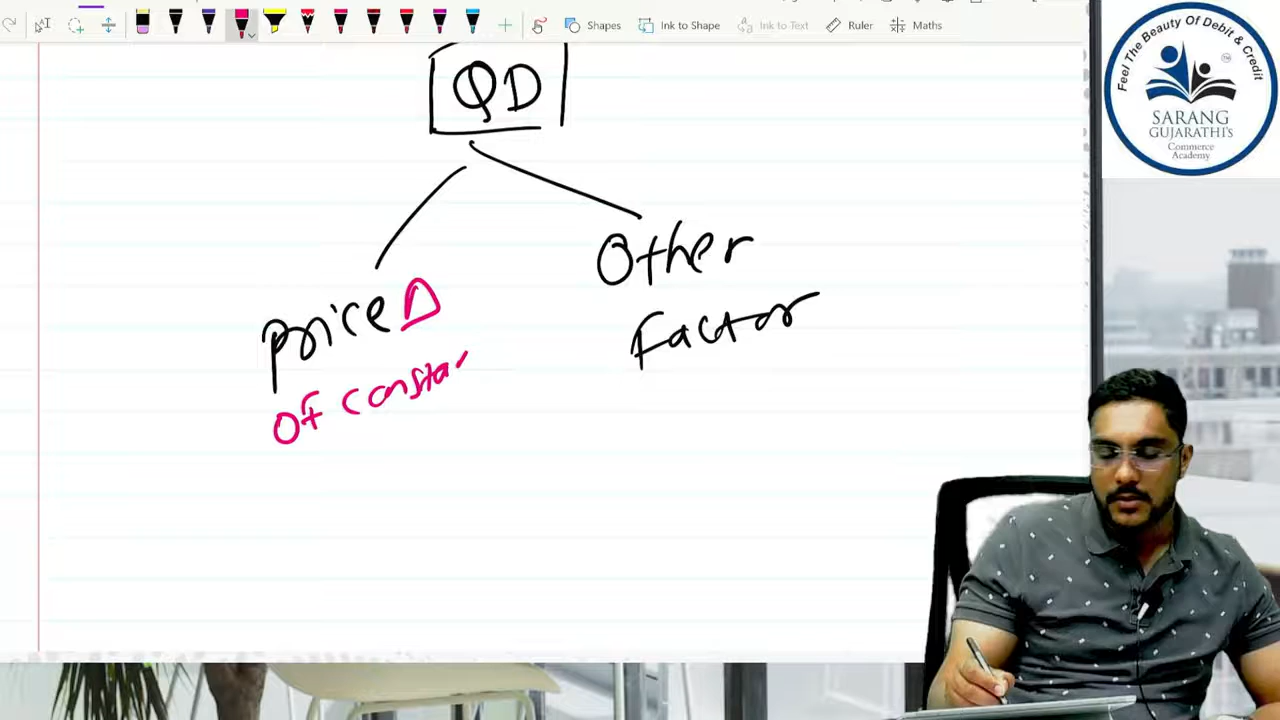 Shapes Ink to Shape Ink to Text Ruler Maths
Feel The Beauty Of Debit & Credit
TM
SARANG
GUJARATHI'S
Commerce
Academy
QD
Price Δ
Other
Factor
OF consta